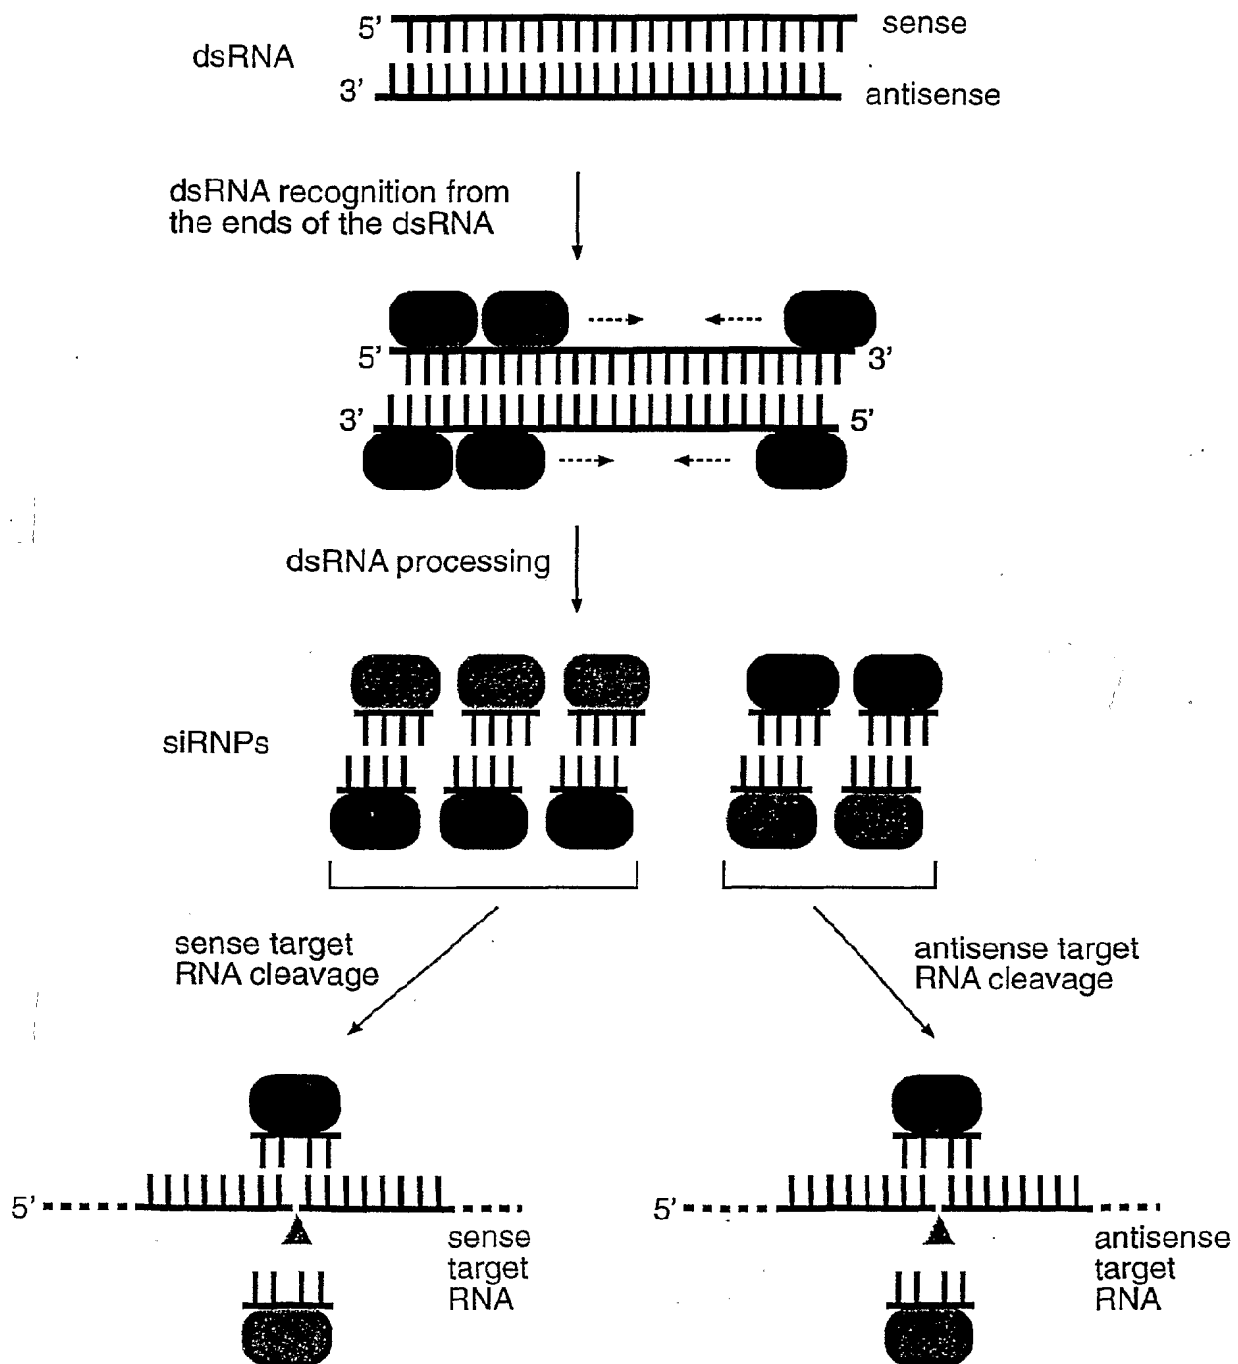 5' sense
dsRNA
3' antisense
dsRNA recognition from
the ends of the dsRNA
5' 3'
3' 5'
dsRNA processing
siRNPs
sense target
RNA cleavage
antisense target
RNA cleavage
5'
sense
target
RNA
5'
antisense
target
RNA